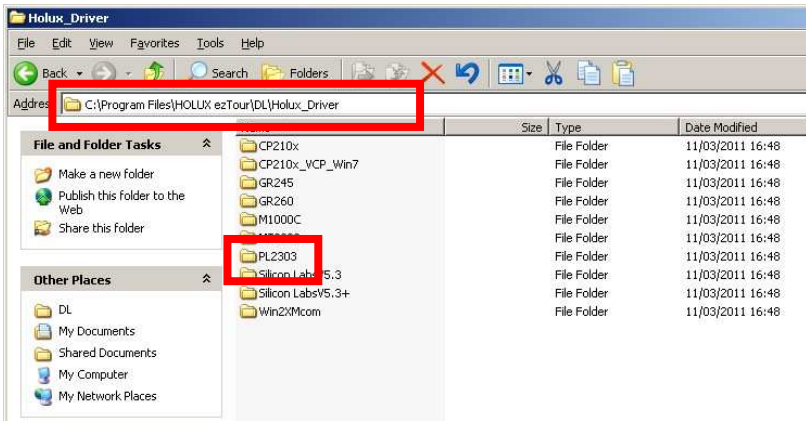 Holux_Driver
File Edit View Favorites Tools Help
Back Search Folders
C:\Program Files\HOLUX ezTour\DL\Holux_Driver
Size Type Date Modified
File and Folder Tasks
Make a new folder
Publish this folder to the
Web
Share this folder
Other Places
DL
My Documents
Shared Documents
My Computer
My Network Places
CP210x File Folder 11/03/2011 16:48
CP210x_VCP_Win7 File Folder 11/03/2011 16:48
GR245 File Folder 11/03/2011 16:48
GR260 File Folder 11/03/2011 16:48
M1000C File Folder 11/03/2011 16:48
File Folder 11/03/2011 16:48
PL2303 File Folder 11/03/2011 16:48
Silicon LabsV5.3 File Folder 11/03/2011 16:48
Silicon LabsV5.3+ File Folder 11/03/2011 16:48
Win2XMcom File Folder 11/03/2011 16:48